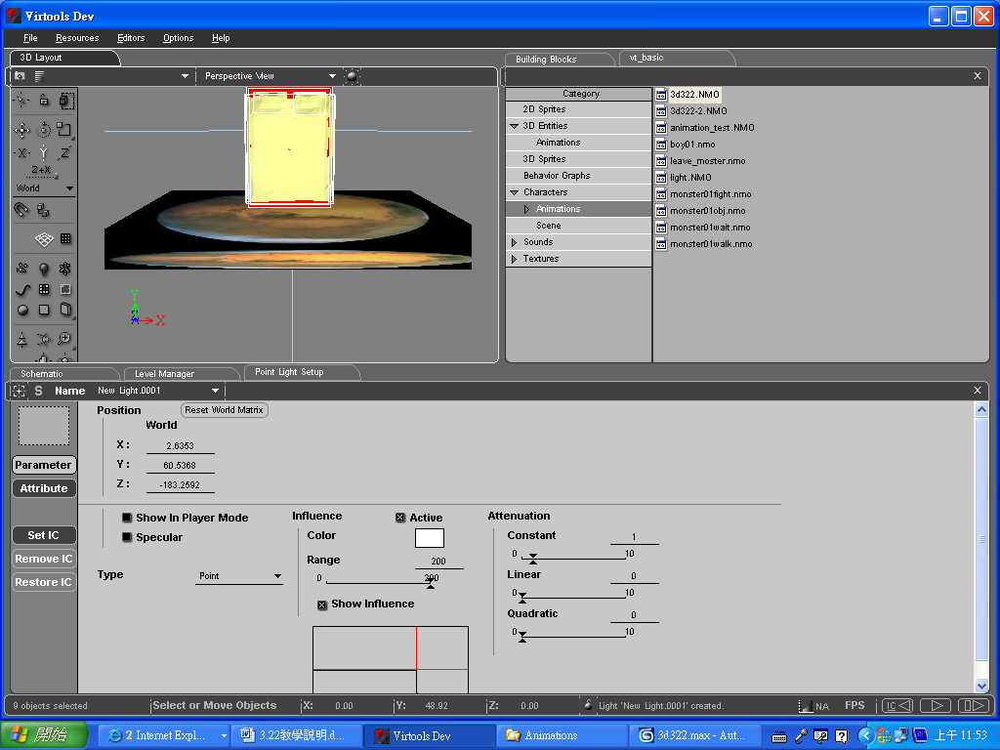 Virtools Dev
File Resources Editors Options Help
3D Layout
Building Blocks
vt_basic
Perspective View
X
Category
2D Sprites
3D Entities
Animations
3D Sprites
Behavior Graphs
Characters
Animations
Scene
Sounds
Textures
3d322.NMO
3d322-2.NMO
animation_test.NMO
boy01.nmo
leave_moster.nmo
light.NMO
monster01fight.nmo
monster01obj.nmo
monster01wait.nmo
monster01walk.nmo
-X- Y Z
Z+X
World
Y
Z X
Schematic
Level Manager
Point Light Setup
S Name New Light.0001
X
Position
Reset World Matrix
World
X: 2.6353
Y: 60.5368
Z: -183.2592
Parameter
Attribute
Set IC
Remove IC
Restore IC
Show In Player Mode
Specular
Type Point
Influence
Active
Color
Range 200
0 200
Show Influence
Attenuation
Constant 1
0 10
Linear 0
0 10
Quadratic 0
0 10
9 objects selected
Select or Move Objects
X: 0.00
Y: 48.92
Z: 0.00
Light 'New Light.0001' created.
NA
FPS
IC
開始
2 Internet Expl...
3.22教學說明.d...
Virtools Dev
Animations
3d322.max - Aut...
上午 11:53